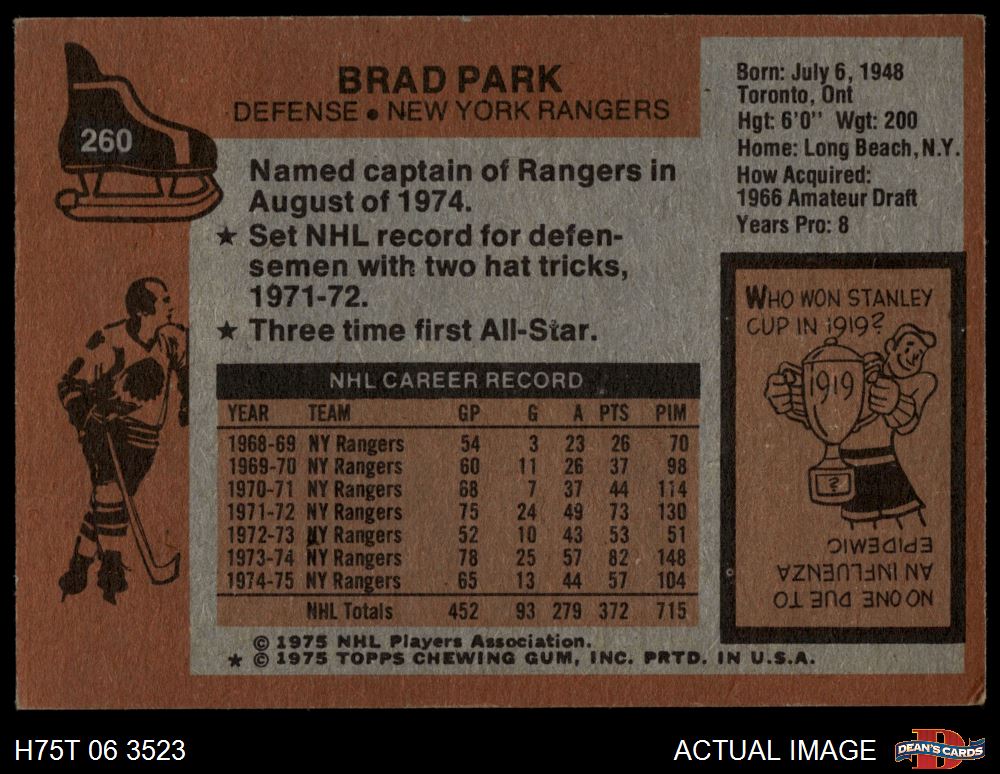 260
BRAD PARK
DEFENSE • NEW YORK RANGERS
Named captain of Rangers in
August of 1974.
★ Set NHL record for defen-
semen with two hat tricks,
1971-72.
★ Three time first All-Star.
Born: July 6, 1948
Toronto, Ont
Hgt: 6'0" Wgt: 200
Home: Long Beach, N.Y.
How Acquired:
1966 Amateur Draft
Years Pro: 8
NHL CAREER RECORD
YEAR TEAM GP G A PTS PIM
1968-69 NY Rangers 54 3 23 26 70
1969-70 NY Rangers 60 11 26 37 98
1970-71 NY Rangers 68 7 37 44 114
1971-72 NY Rangers 75 24 49 73 130
1972-73 NY Rangers 52 10 43 53 51
1973-74 NY Rangers 78 25 57 82 148
1974-75 NY Rangers 65 13 44 57 104
NHL Totals 452 93 279 372 715
WHO WON STANLEY
CUP IN 1919?
1919
?
NO ONE DUE TO
AN INFLUENZA
EPIDEMIC
© 1975 NHL Players Association.
★ © 1975 TOPPS CHEWING GUM, INC. PRTD. IN U.S.A.
H75T 06 3523
ACTUAL IMAGE
D
DEAN'S CARDS